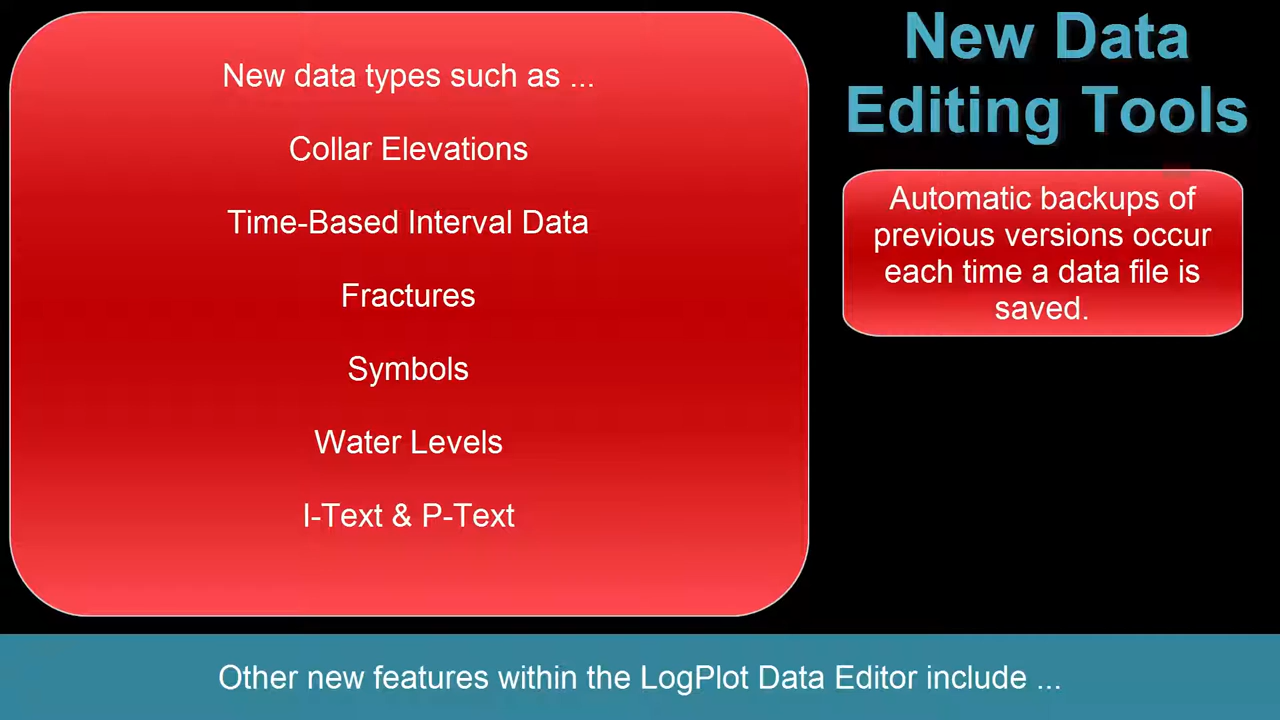 New data types such as ...
Collar Elevations
Time-Based Interval Data
Fractures
Symbols
Water Levels
I-Text & P-Text
New Data
Editing Tools
Automatic backups of
previous versions occur
each time a data file is
saved.
Other new features within the LogPlot Data Editor include ...